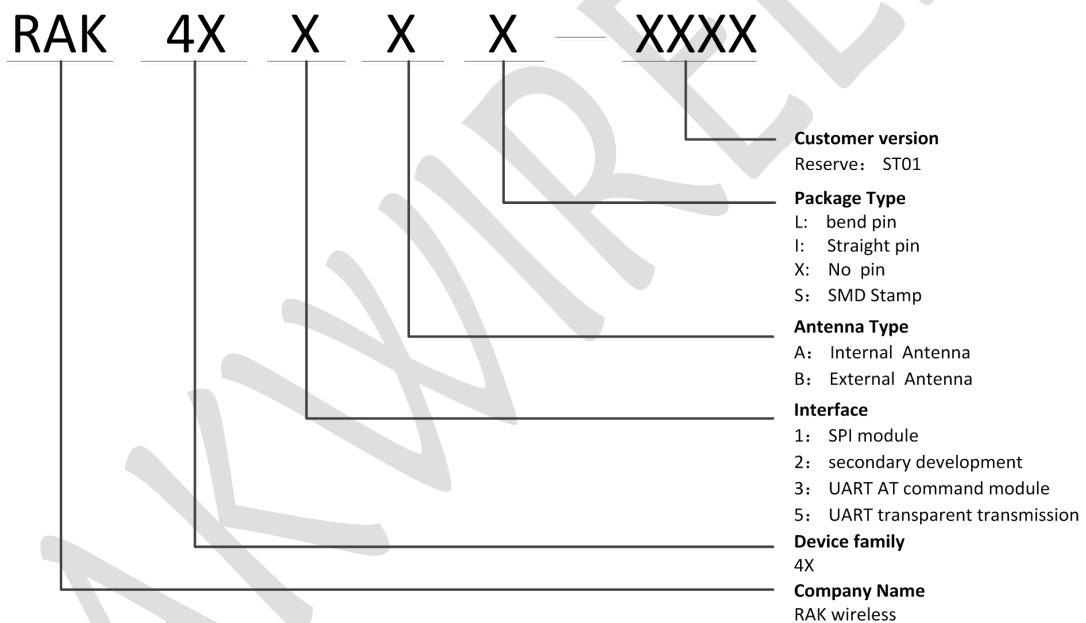 RAK 4X X X X — XXXX
Customer version
Reserve： ST01
Package Type
L: bend pin
I: Straight pin
X: No pin
S： SMD Stamp
Antenna Type
A： Internal Antenna
B： External Antenna
Interface
1： SPI module
2： secondary development
3： UART AT command module
5： UART transparent transmission
Device family
4X
Company Name
RAK wireless
AKWIREL